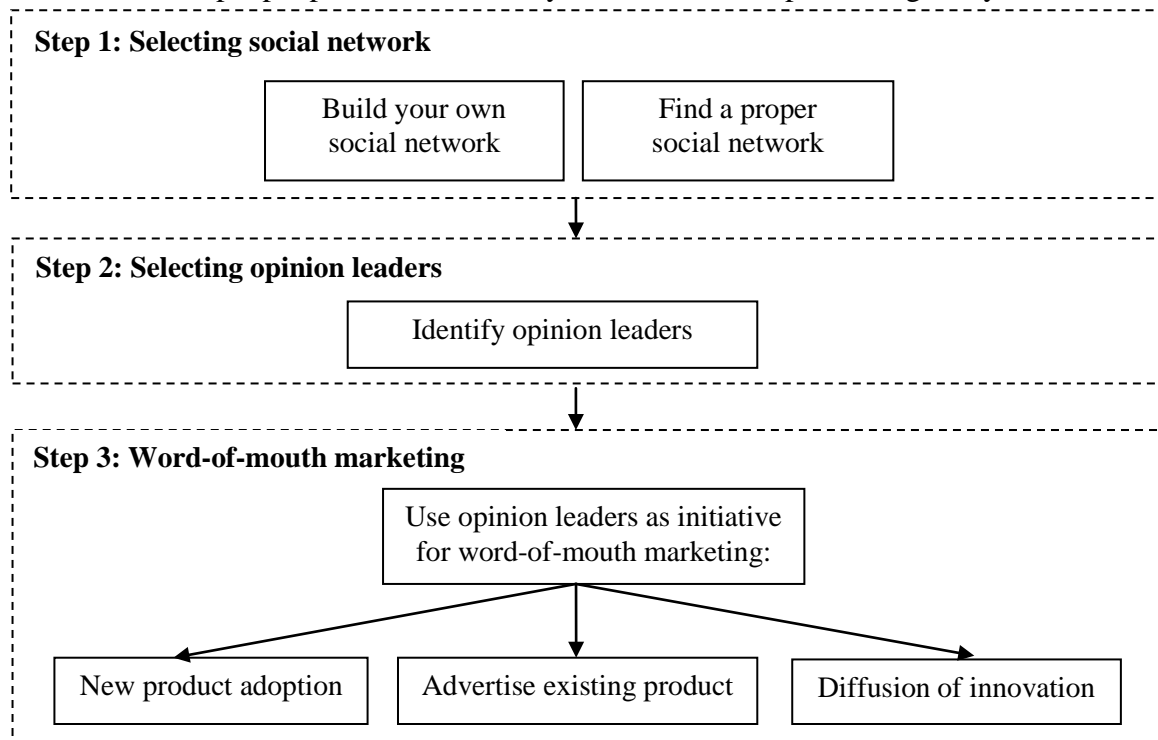 Step 1: Selecting social network
Build your own
social network
Find a proper
social network
Step 2: Selecting opinion leaders
Identify opinion leaders
Step 3: Word-of-mouth marketing
Use opinion leaders as initiative
for word-of-mouth marketing:
New product adoption
Advertise existing product
Diffusion of innovation